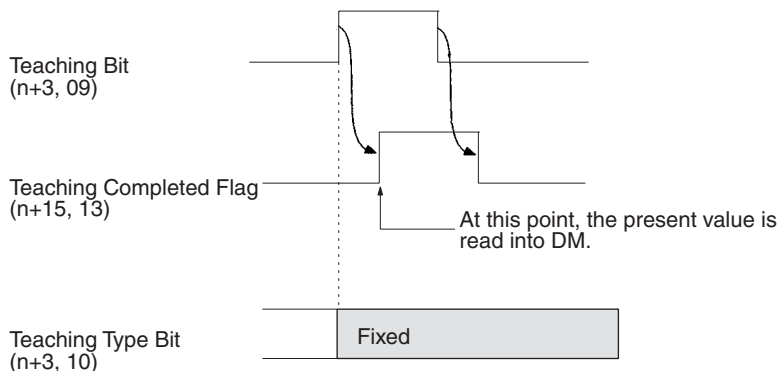 Teaching Bit
(n+3, 09)
Teaching Completed Flag
(n+15, 13)
At this point, the present value is
read into DM.
Teaching Type Bit
(n+3, 10)
Fixed